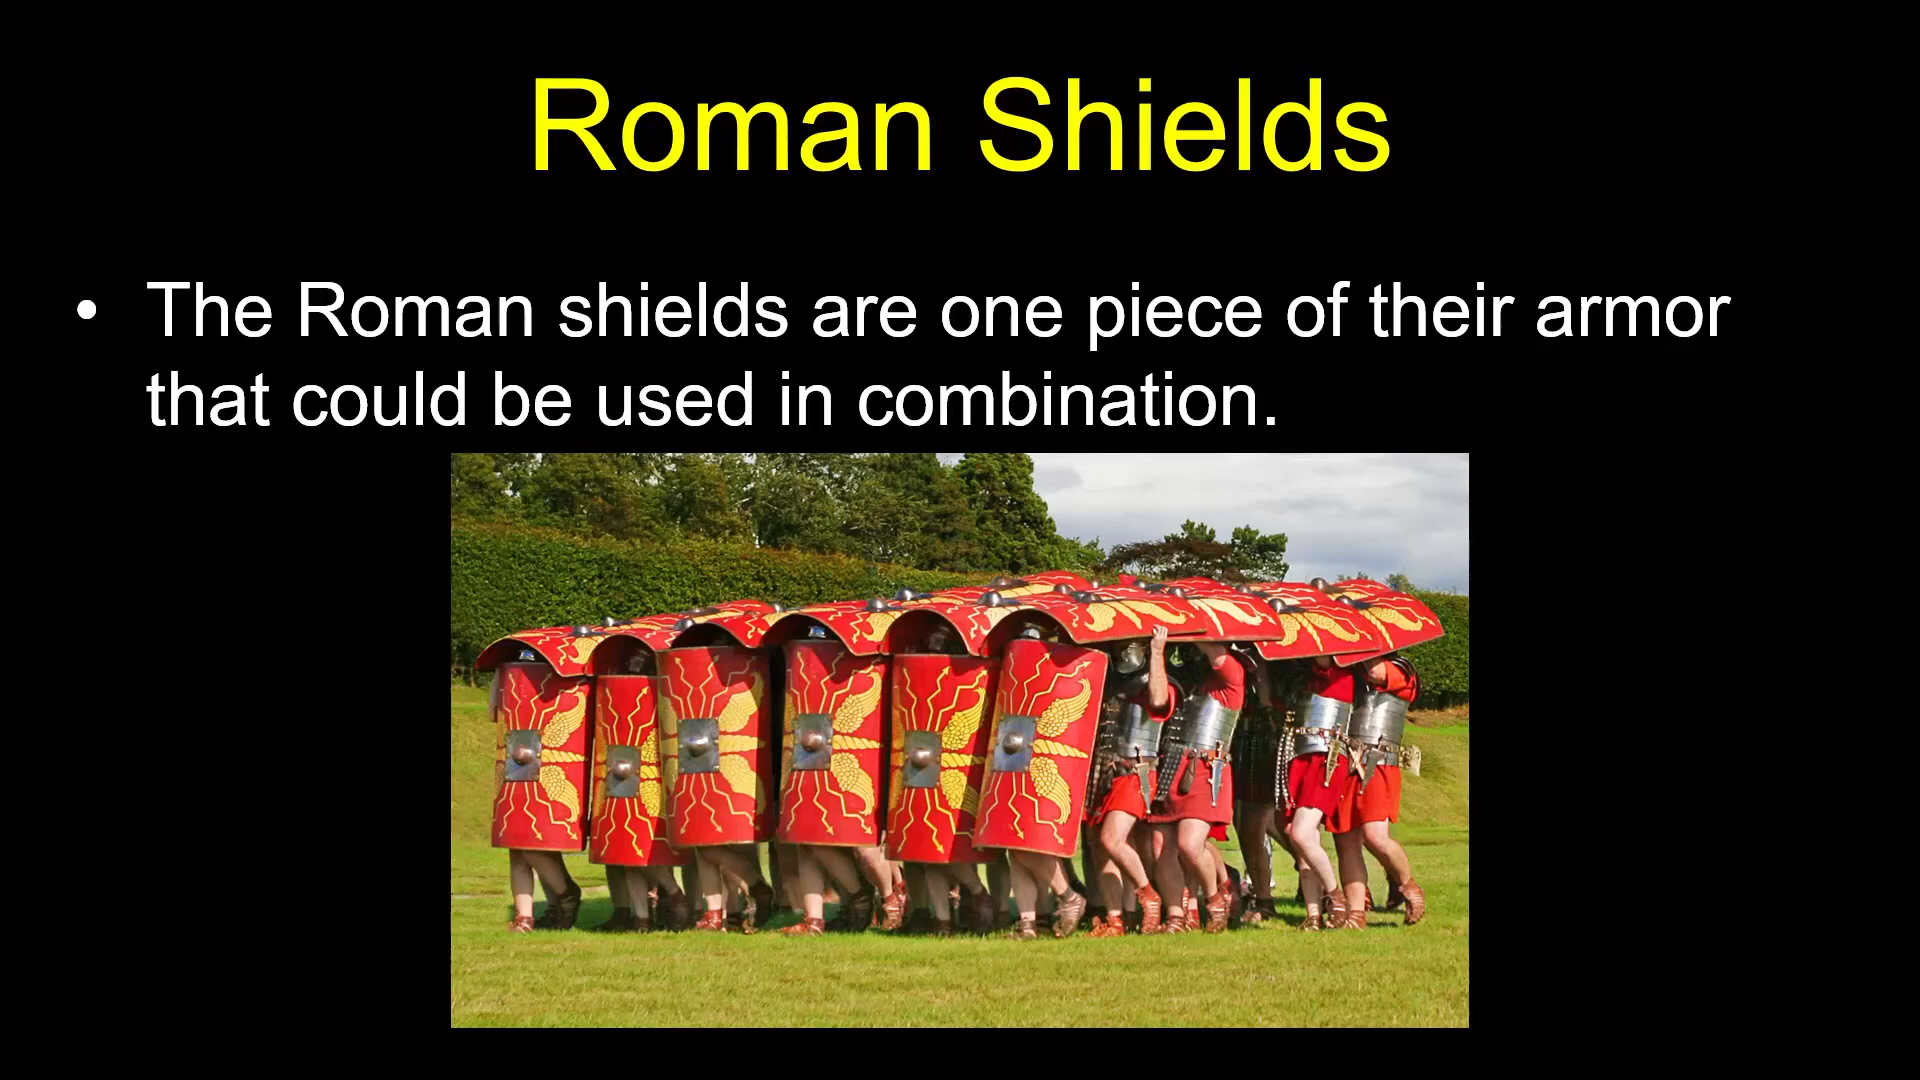 Roman Shields
• The Roman shields are one piece of their armor
that could be used in combination.